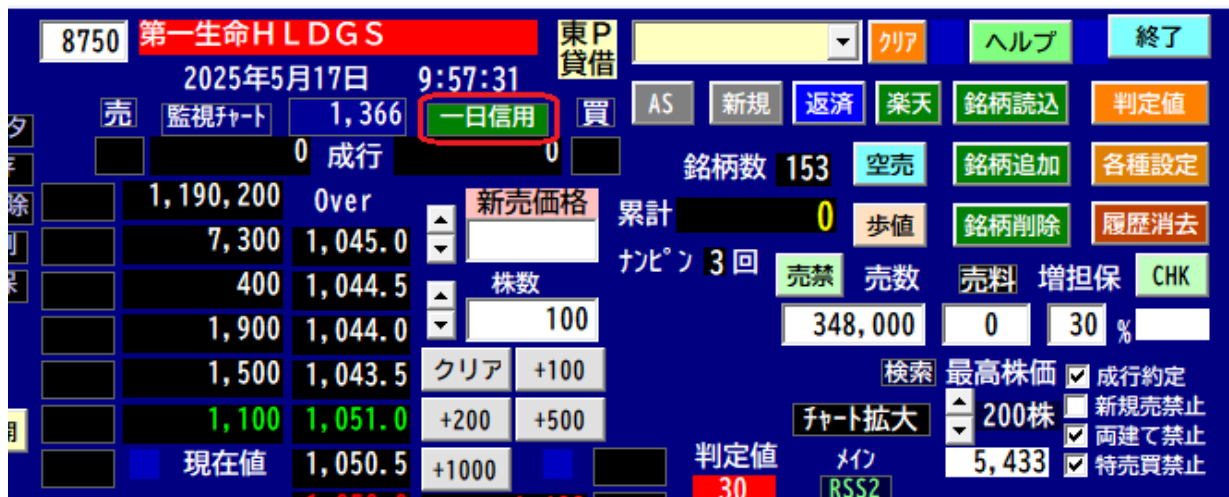 8750 第一生命HLDGS 東P 貸借 クリア ヘルプ 終了
2025年5月17日 9:57:31
売 監視ﾁｬｰﾄ 1,366 一日信用 買 AS 新規 返済 楽天 銘柄読込 判定値
0 成行 0 銘柄数 153 空売 銘柄追加 各種設定
除 1,190,200 Over 新売価格 累計 0 歩値 銘柄削除 履歴消去
7,300 1,045.0 ﾅﾝﾋﾟﾝ 3回
400 1,044.5 株数 売禁 売数 売料 増担保 CHK
1,900 1,044.0 100 348,000 0 30 %
1,500 1,043.5 クリア +100 検索 最高株価 成行約定
1,100 1,051.0 +200 +500 ﾁｬｰﾄ拡大 200株 新規売禁止
両建て禁止
現在値 1,050.5 +1000 判定値 ﾒｲﾝ 5,433 特売買禁止
30 RSS2